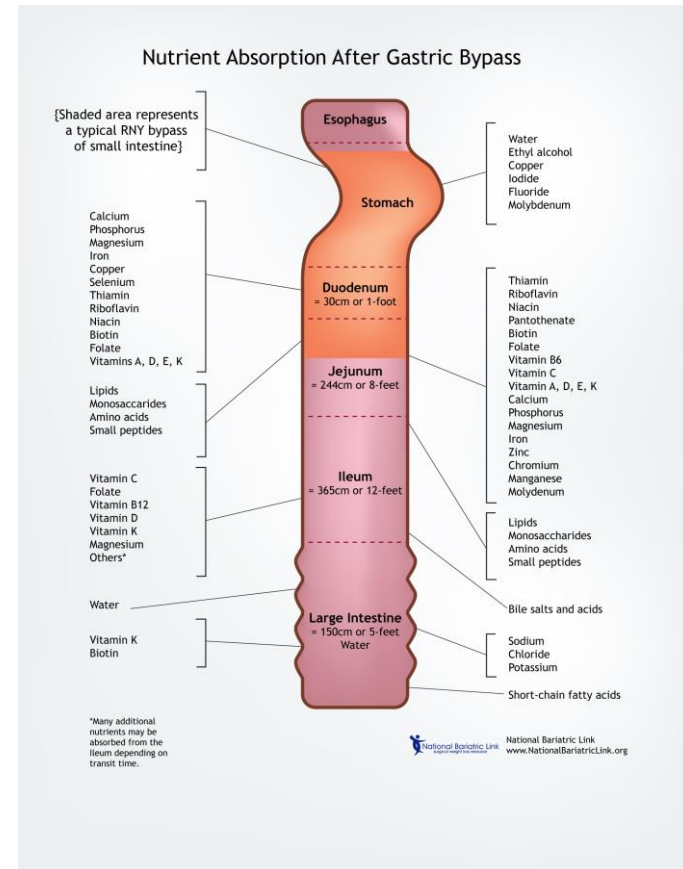 Nutrient Absorption After Gastric Bypass
{Shaded area represents
a typical RNY bypass
of small intestine}
Esophagus
Water
Ethyl alcohol
Copper
Iodide
Fluoride
Molybdenum
Stomach
Calcium
Phosphorus
Magnesium
Iron
Copper
Selenium
Thiamin
Riboflavin
Niacin
Biotin
Folate
Vitamins A, D, E, K
Duodenum
= 30cm or 1-foot
Thiamin
Riboflavin
Niacin
Pantothenate
Biotin
Folate
Vitamin B6
Vitamin C
Vitamin A, D, E, K
Calcium
Phosphorus
Magnesium
Iron
Zinc
Chromium
Manganese
Molydenum
Jejunum
= 244cm or 8-feet
Lipids
Monosaccarides
Amino acids
Small peptides
Ileum
= 365cm or 12-feet
Vitamin C
Folate
Vitamin B12
Vitamin D
Vitamin K
Magnesium
Others*
Lipids
Monosaccharides
Amino acids
Small peptides
Water
Bile salts and acids
Large Intestine
= 150cm or 5-feet
Water
Vitamin K
Biotin
Sodium
Chloride
Potassium
Short-chain fatty acids
*Many additional
nutrients may be
absorbed from the
Ileum depending on
transit time.
National Bariatric Link
National Bariatric Link
www.NationalBariatricLink.org